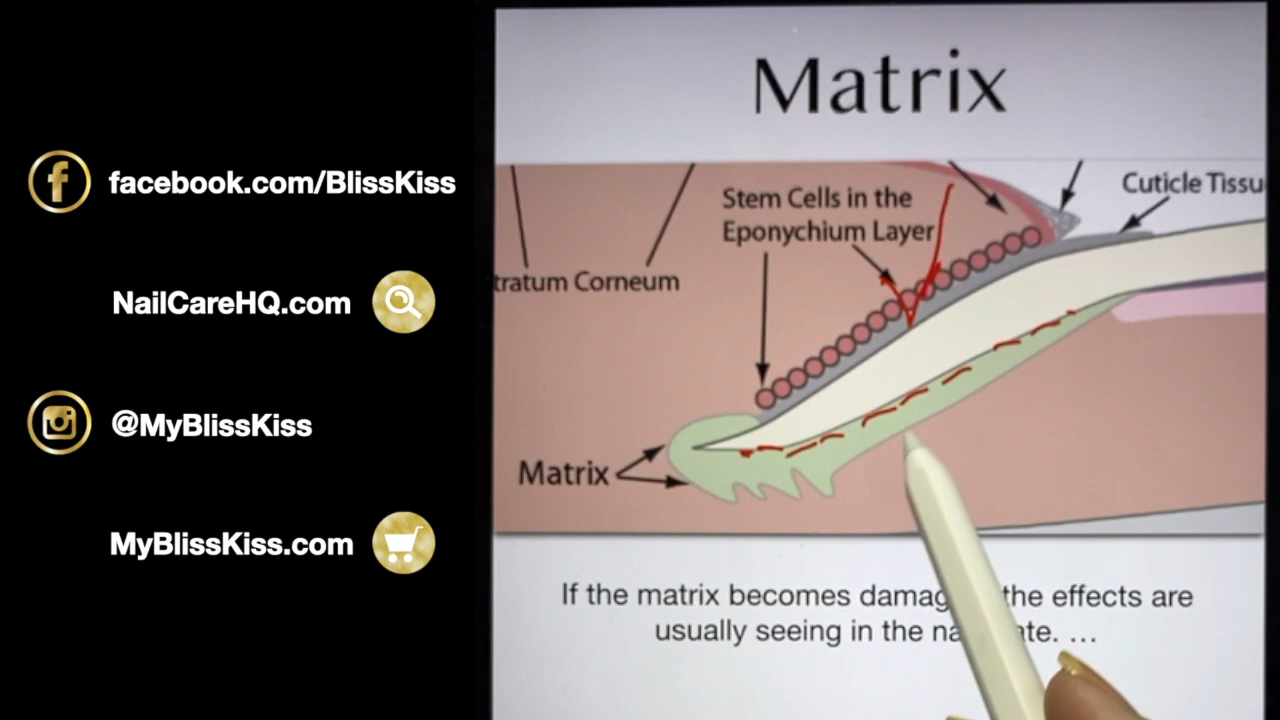 facebook.com/BlissKiss
NailCareHQ.com
@MyBlissKiss
MyBlissKiss.com
Matrix
Stem Cells in the
Eponychium Layer
Cuticle Tissu
tratum Corneum
Matrix
If the matrix becomes damag the effects are
usually seeing in the na ate. …